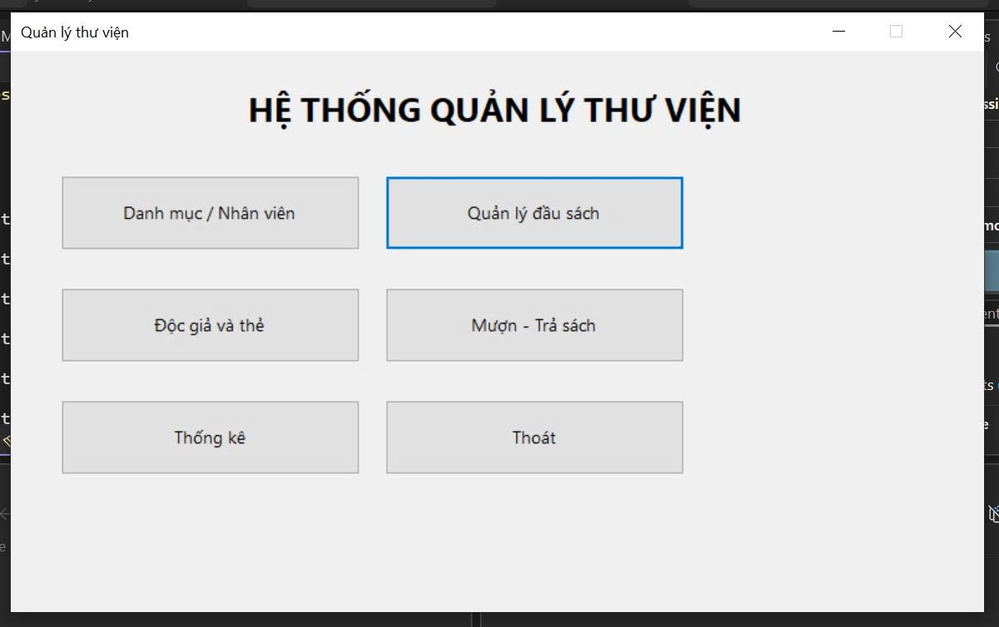 Quản lý thư viện
HỆ THỐNG QUẢN LÝ THƯ VIỆN
Danh mục / Nhân viên
Quản lý đầu sách
Độc giả và thẻ
Mượn - Trả sách
Thống kê
Thoát